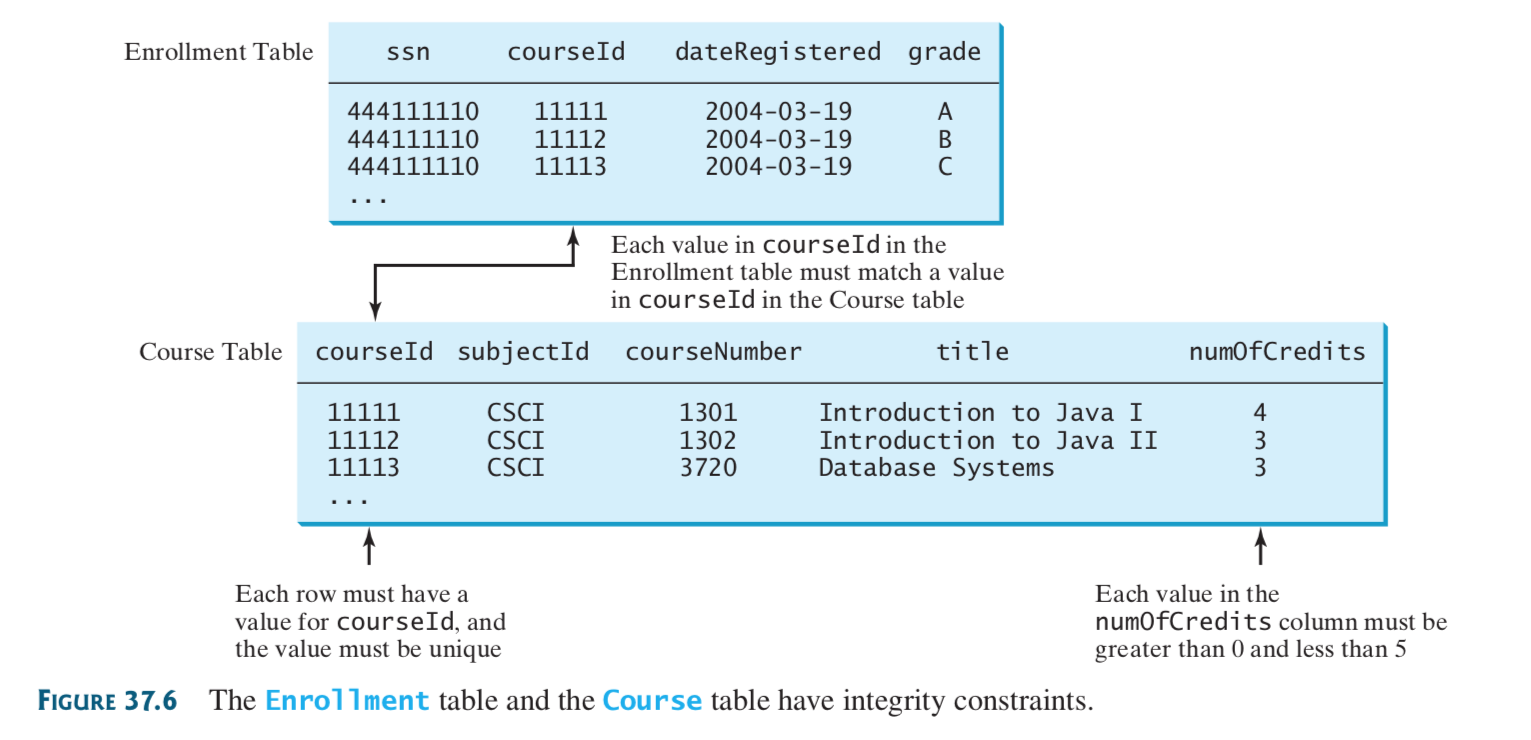 Enrollment Table ssn courseId dateRegistered grade
444111110 11111 2004-03-19 A
444111110 11112 2004-03-19 B
444111110 11113 2004-03-19 C
...
Each value in courseId in the
Enrollment table must match a value
in courseId in the Course table
Course Table courseId subjectId courseNumber title numOfCredits
11111 CSCI 1301 Introduction to Java I 4
11112 CSCI 1302 Introduction to Java II 3
11113 CSCI 3720 Database Systems 3
...
Each row must have a
value for courseId, and
the value must be unique
Each value in the
numOfCredits column must be
greater than 0 and less than 5
FIGURE 37.6 The Enrollment table and the Course table have integrity constraints.